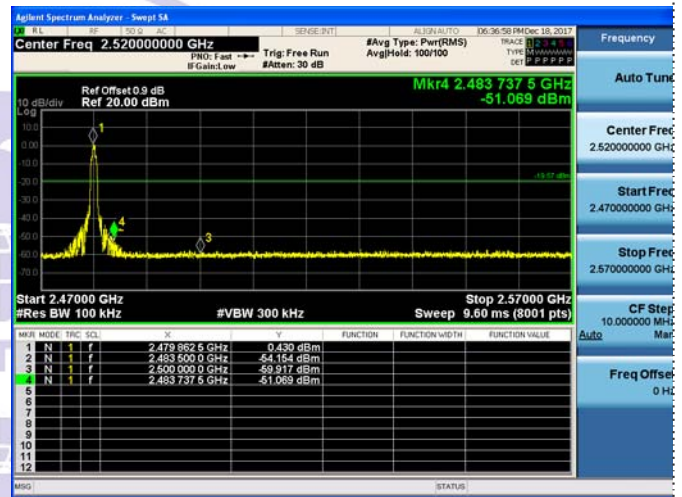 Agilent Spectrum Analyzer - Swept SA
RL RF 50 Ω AC SENSE:INT ALIGN AUTO 06:36:58 PM Dec 18, 2017
Center Freq 2.520000000 GHz
PNO: Fast
IFGain:Low
Trig: Free Run
#Atten: 30 dB
#Avg Type: Pwr(RMS)
Avg|Hold: 100/100
TRACE 1 2 3 4 5 6
TYPE
DET P P P P P P
Frequency
Auto Tune
Mkr4 2.483 737 5 GHz
-51.069 dBm
Ref Offset 0.9 dB
Ref 20.00 dBm
10 dB/div
Log
10.0
0.00
-10.0
-20.0
-30.0
-40.0
-50.0
-60.0
-70.0
1
4
3
-19.57 dBm
Center Freq
2.520000000 GHz
Start Freq
2.470000000 GHz
Stop Freq
2.570000000 GHz
CF Step
10.000000 MHz
Auto Man
Freq Offset
0 Hz
Start 2.47000 GHz Stop 2.57000 GHz
#Res BW 100 kHz #VBW 300 kHz Sweep 9.60 ms (8001 pts)
MKR MODE TRC SCL X Y FUNCTION FUNCTION WIDTH FUNCTION VALUE
1 N 1 f 2.479 862 5 GHz 0.430 dBm
2 N 1 f 2.483 500 0 GHz -54.154 dBm
3 N 1 f 2.500 000 0 GHz -59.917 dBm
4 N 1 f 2.483 737 5 GHz -51.069 dBm
5
6
7
8
9
10
11
12
MSG STATUS